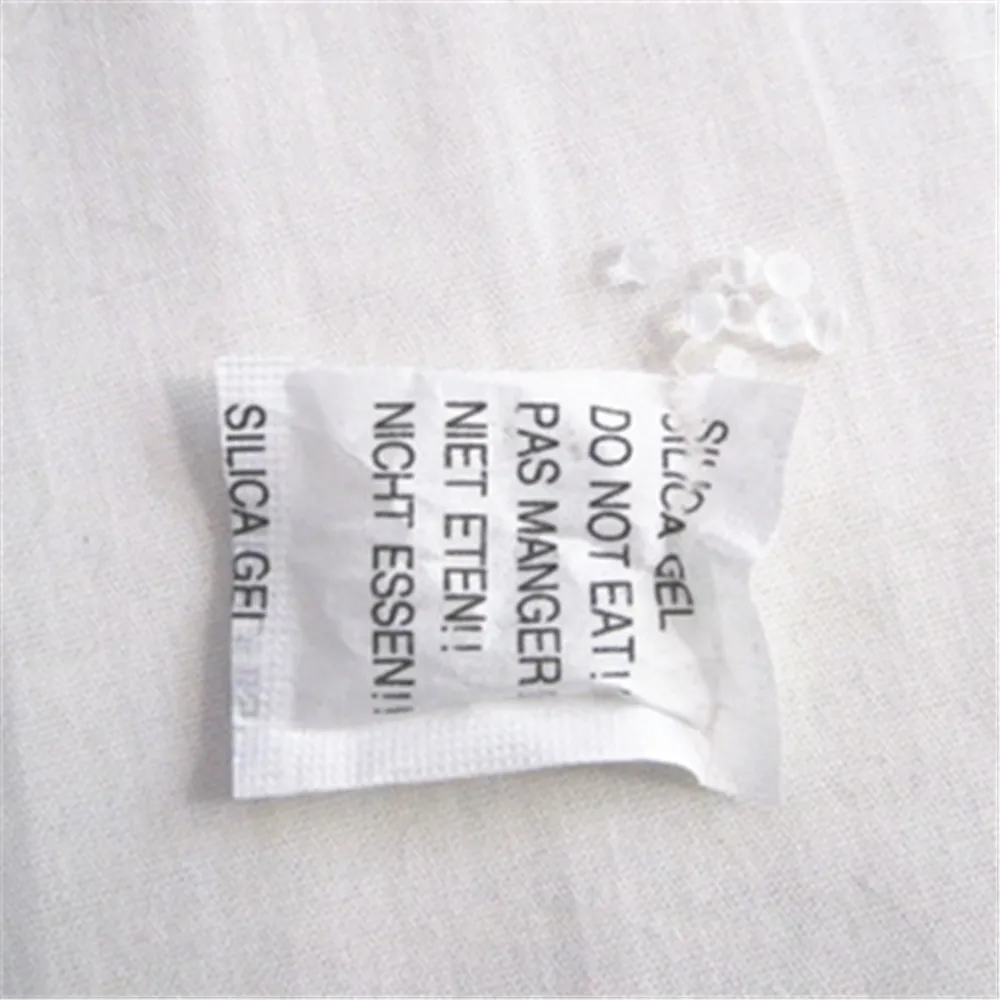 SILICA GEL
DO NOT EAT!!
PAS MANGER!
NIET ETEN!!
NICHT ESSEN!!
SILICA GEL